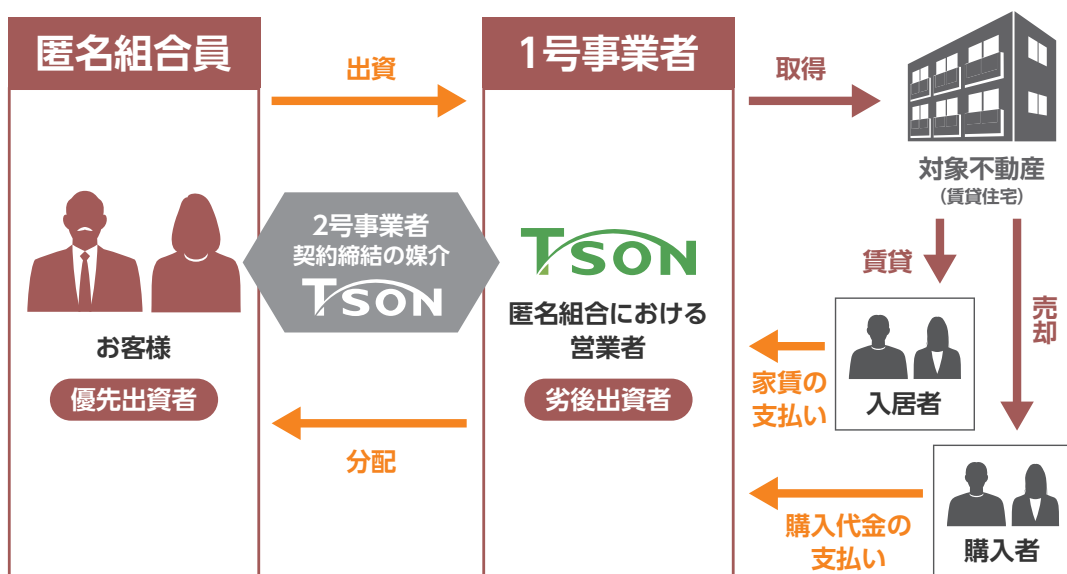 匿名組合員
出資
1号事業者
取得
対象不動産
(賃貸住宅)
2号事業者
契約締結の媒介
TSON
TSON
匿名組合における
営業者
お客様
優先出資者
劣後出資者
分配
賃貸
売却
入居者
家賃の
支払い
購入者
購入代金の
支払い